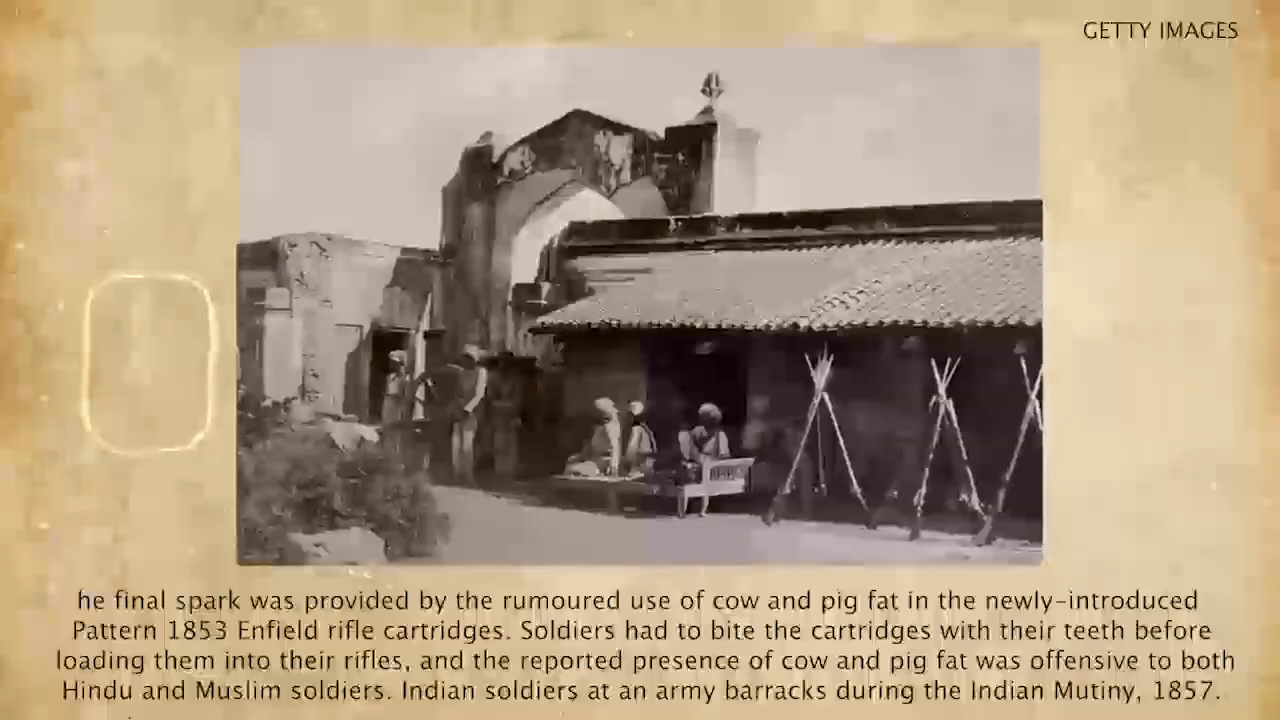 GETTY IMAGES
he final spark was provided by the rumoured use of cow and pig fat in the newly-introduced
Pattern 1853 Enfield rifle cartridges. Soldiers had to bite the cartridges with their teeth before
loading them into their rifles, and the reported presence of cow and pig fat was offensive to both
Hindu and Muslim soldiers. Indian soldiers at an army barracks during the Indian Mutiny, 1857.